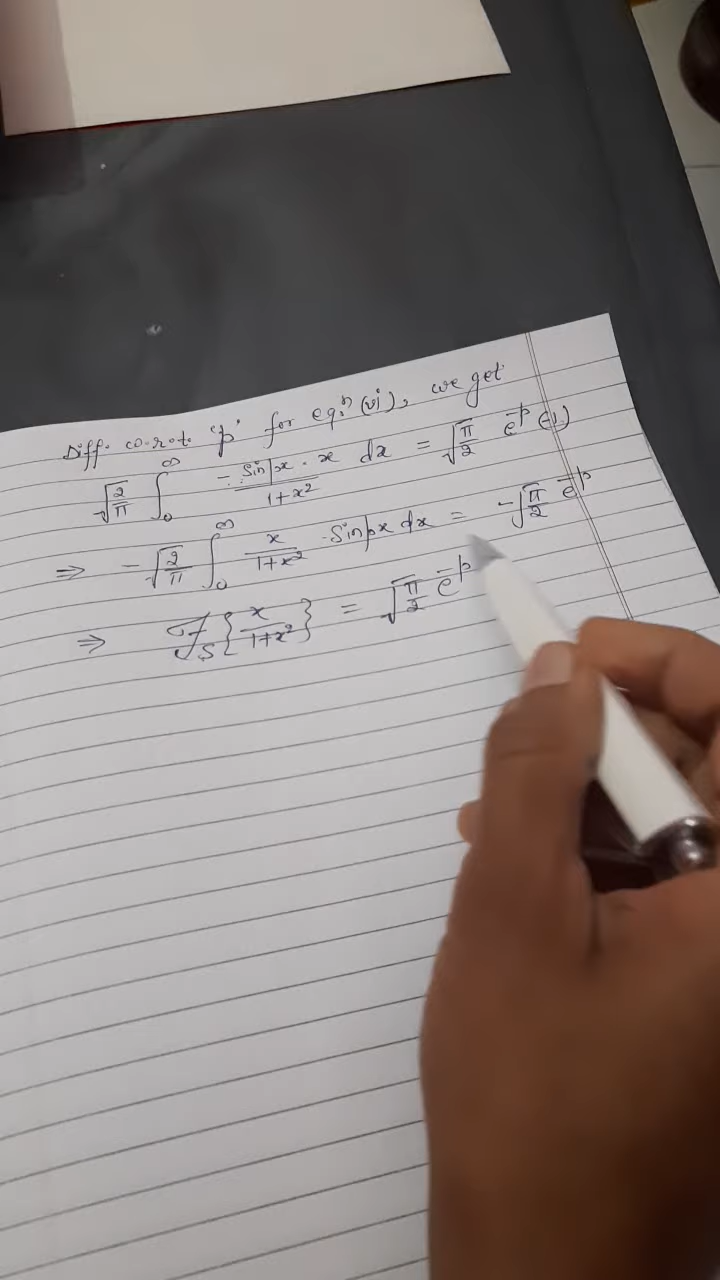 Diff. w.r.to 'p' for eqn (vi), we get
√(2/π) ∫₀^∞ (-sin px · x)/(1+x²) dx = √(π/2) e^-p (-1)
⇒ -√(2/π) ∫₀^∞ x/(1+x²) · sin px dx = -√(π/2) e^-p
⇒ F_S{x/(1+x²)} = √(π/2) e^-p